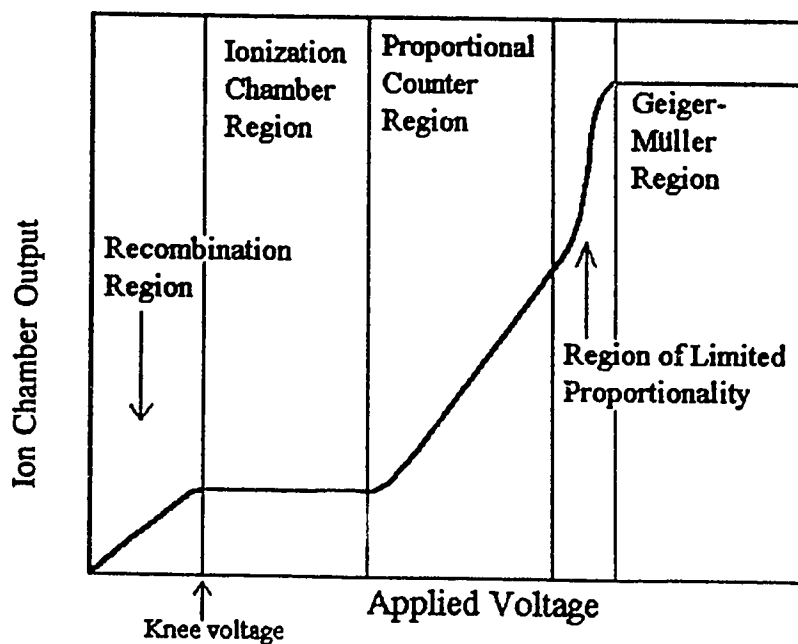 Ionization
Chamber
Region
Proportional
Counter
Region
Geiger-
Müller
Region
Recombination
Region
Region of Limited
Proportionality
Ion Chamber Output
Applied Voltage
Knee voltage